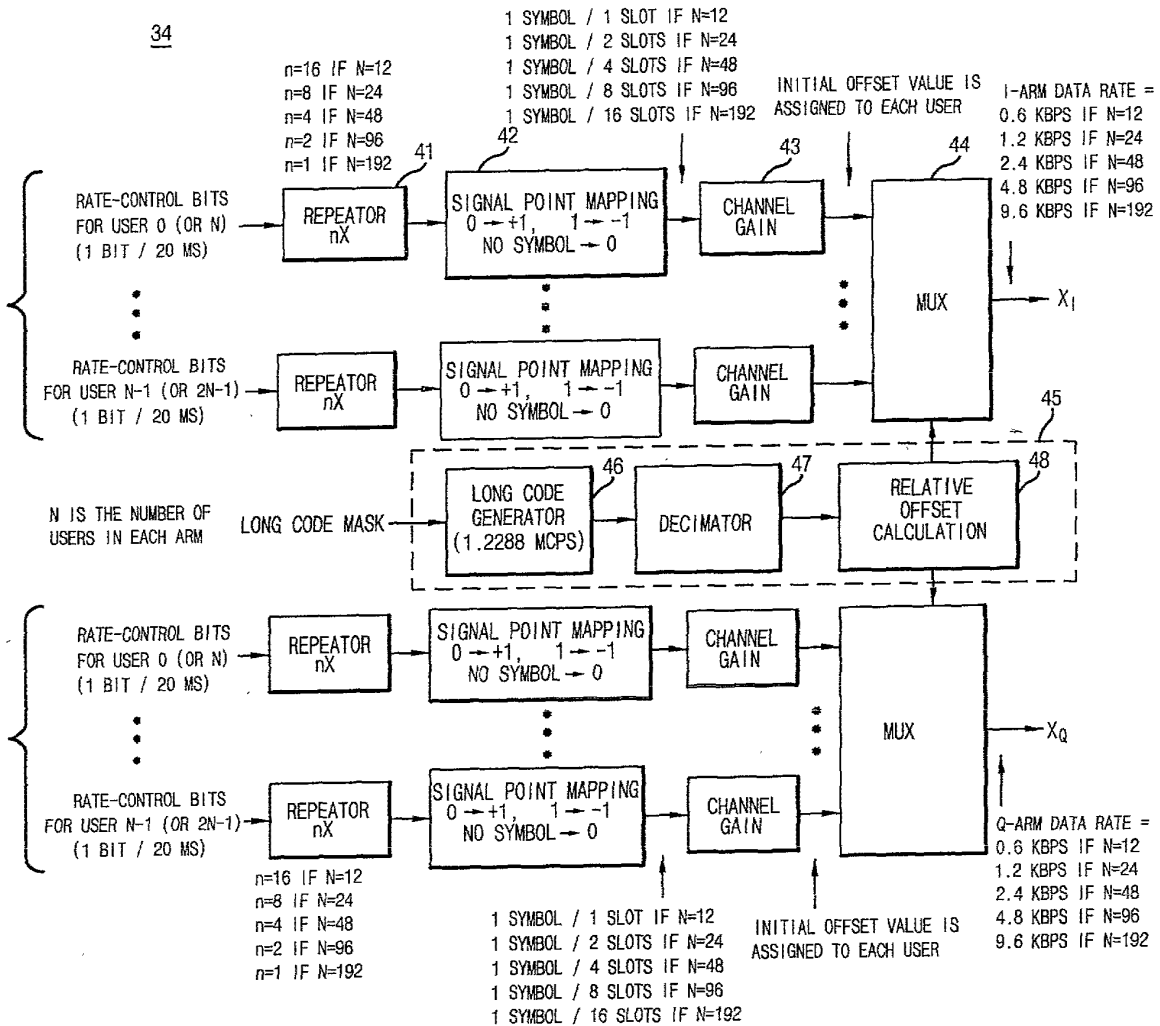 34
1 SYMBOL / 1 SLOT IF N=12
1 SYMBOL / 2 SLOTS IF N=24
1 SYMBOL / 4 SLOTS IF N=48
1 SYMBOL / 8 SLOTS IF N=96
1 SYMBOL / 16 SLOTS IF N=192
n=16 IF N=12
n=8 IF N=24
n=4 IF N=48
n=2 IF N=96
n=1 IF N=192
INITIAL OFFSET VALUE IS
ASSIGNED TO EACH USER
I-ARM DATA RATE =
0.6 KBPS IF N=12
1.2 KBPS IF N=24
2.4 KBPS IF N=48
4.8 KBPS IF N=96
9.6 KBPS IF N=192
41
42
43
44
RATE-CONTROL BITS
FOR USER 0 (OR N)
(1 BIT / 20 MS)
REPEATOR
nX
SIGNAL POINT MAPPING
0 → +1, 1 → -1
NO SYMBOL → 0
CHANNEL
GAIN
MUX
X_I
RATE-CONTROL BITS
FOR USER N-1 (OR 2N-1)
(1 BIT / 20 MS)
REPEATOR
nX
SIGNAL POINT MAPPING
0 → +1, 1 → -1
NO SYMBOL → 0
CHANNEL
GAIN
45
46
47
48
N IS THE NUMBER OF
USERS IN EACH ARM
LONG CODE MASK
LONG CODE
GENERATOR
(1.2288 MCPS)
DECIMATOR
RELATIVE
OFFSET
CALCULATION
RATE-CONTROL BITS
FOR USER 0 (OR N)
(1 BIT / 20 MS)
REPEATOR
nX
SIGNAL POINT MAPPING
0 → +1, 1 → -1
NO SYMBOL → 0
CHANNEL
GAIN
MUX
X_Q
RATE-CONTROL BITS
FOR USER N-1 (OR 2N-1)
(1 BIT / 20 MS)
REPEATOR
nX
SIGNAL POINT MAPPING
0 → +1, 1 → -1
NO SYMBOL → 0
CHANNEL
GAIN
Q-ARM DATA RATE =
0.6 KBPS IF N=12
1.2 KBPS IF N=24
2.4 KBPS IF N=48
4.8 KBPS IF N=96
9.6 KBPS IF N=192
n=16 IF N=12
n=8 IF N=24
n=4 IF N=48
n=2 IF N=96
n=1 IF N=192
1 SYMBOL / 1 SLOT IF N=12
1 SYMBOL / 2 SLOTS IF N=24
1 SYMBOL / 4 SLOTS IF N=48
1 SYMBOL / 8 SLOTS IF N=96
1 SYMBOL / 16 SLOTS IF N=192
INITIAL OFFSET VALUE IS
ASSIGNED TO EACH USER